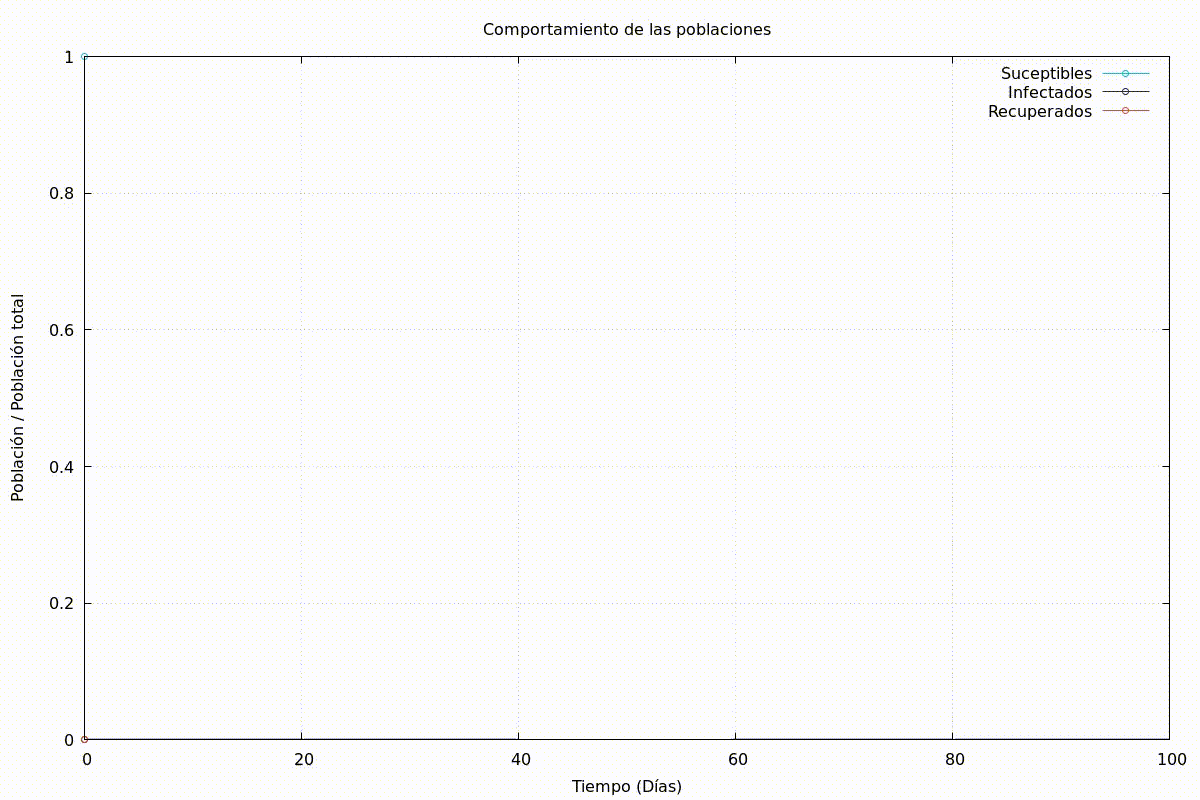 Comportamiento de las poblaciones
Suceptibles
Infectados
Recuperados
1
0.8
0.6
0.4
0.2
0
Población / Población total
0 20 40 60 80 100
Tiempo (Días)